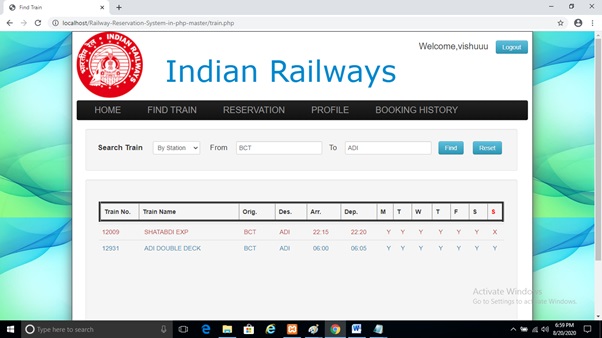 Find Train
localhost/Railway-Reservation-System-in-php-master/train.php
INDIAN RAILWAYS
Welcome,vishuuu Logout
Indian Railways
HOME FIND TRAIN RESERVATION PROFILE BOOKING HISTORY
Search Train By Station From BCT To ADI Find Reset
Train No. Train Name Orig. Des. Arr. Dep. M T W T F S S
12009 SHATABDI EXP BCT ADI 22:15 22:20 Y Y Y Y Y Y X
12931 ADI DOUBLE DECK BCT ADI 06:00 06:05 Y Y Y Y Y Y Y
Activate Windows
Go to Settings to activate Windows.
Type here to search
6:59 PM
8/20/2020